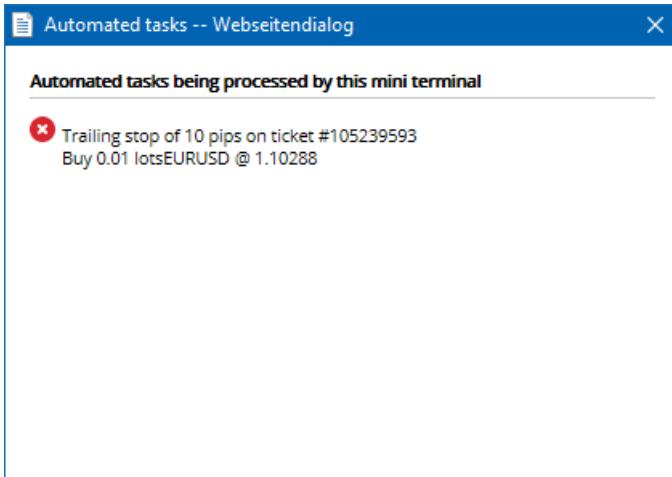 Automated tasks -- Webseitendialog
Automated tasks being processed by this mini terminal
Trailing stop of 10 pips on ticket #105239593
Buy 0.01 lotsEURUSD @ 1.10288